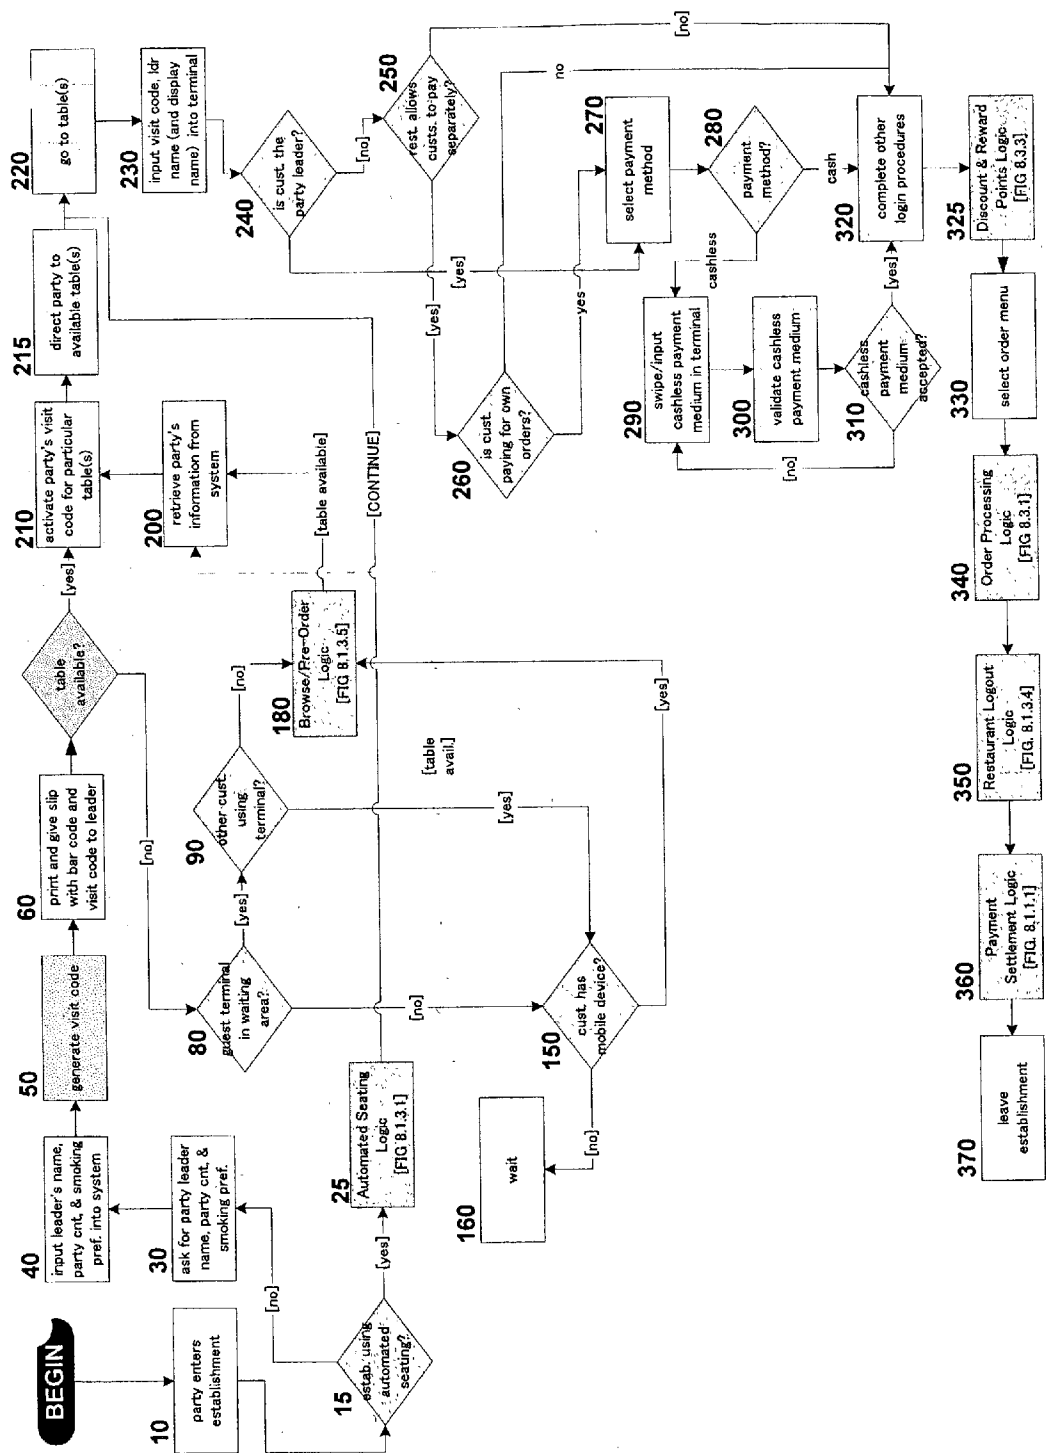 BEGIN
10
party enters
establishment
15
estab. using
automated
seating?
[no]
[yes]
30
ask for party leader
name, party cnt, &
smoking pref.
40
input leader's name,
party cnt, & smoking
pref. into system
50
generate visit code
60
print and give slip
with bar code and
visit code to leader
table
available?
[yes]
[no]
25
Automated Seating
Logic
[FIG 8.1.3.1]
[CONTINUE]
80
guest terminal
in waiting
area?
[yes]
[no]
90
other cust.
using
terminal?
[no]
[yes]
150
cust. has
mobile device?
[no]
[yes]
160
wait
180
Browse/Pre-Order
Logic
[FIG 8.1.3.5]
[table available]
[table
avail.]
200
retrieve party's
information from
system
210
activate party's visit
code for particular
table(s)
215
direct party to
available table(s)
220
go to table(s)
230
input visit code, ldr
name (and display
name) into terminal
240
is cust. the
party leader?
[no]
[yes]
250
rest. allows
custs. to pay
separately?
[no]
[yes]
260
is cust.
paying for own
orders?
no
yes
270
select payment
method
280
payment
method?
cash
cashless
290
swipe/input
cashless payment
medium in terminal
300
validate cashless
payment medium
310
cashless
payment
medium
accepted?
[no]
[yes]
320
complete other
login procedures
325
Discount & Reward
Points Logic
[FIG 8.3.3]
330
select order menu
340
Order Processing
Logic
[FIG 8.3.1]
350
Restaurant Logout
Logic
[FIG. 8.1.3.4]
360
Payment
Settlement Logic
[FIG. 8.1.1.1]
370
leave
establishment